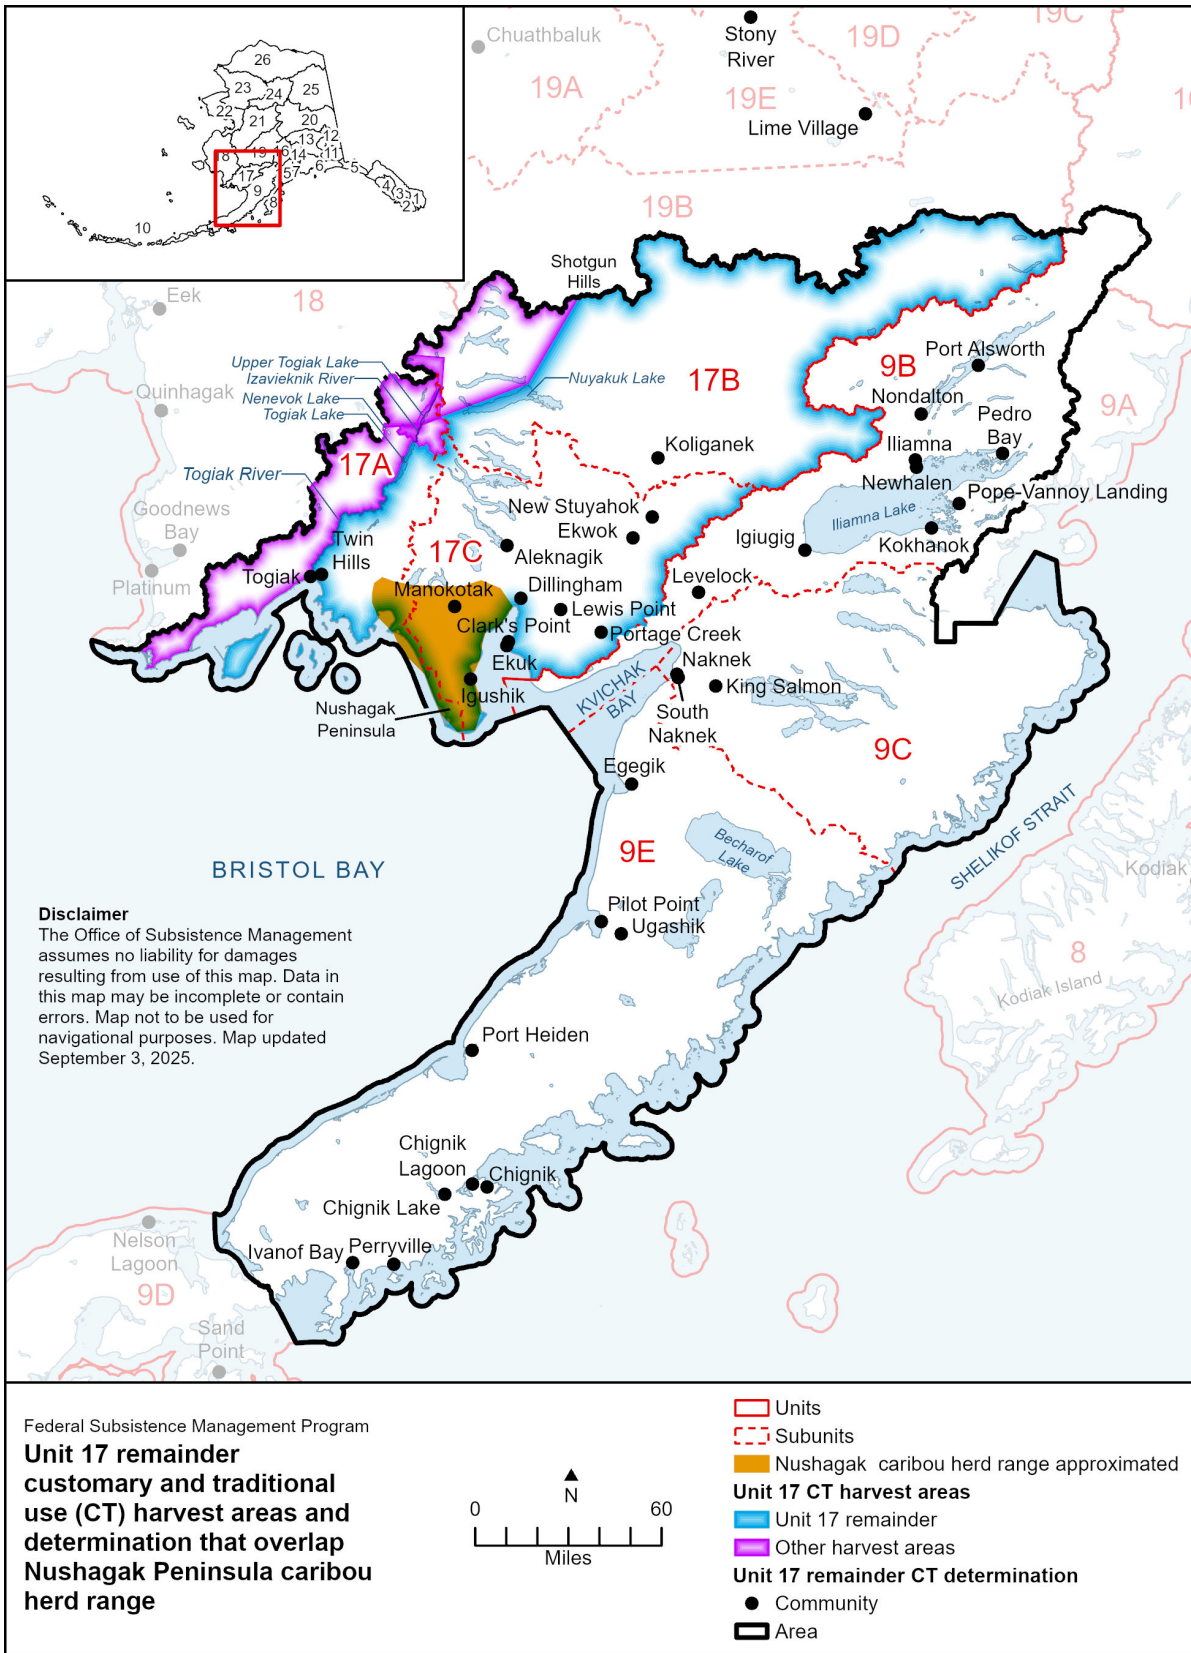 26
23
24
25
22
21
20
18
19
16
13
12
14
11
17
9
5
7
6
5
8
4
3
1
2
10
Chuathbaluk
Stony
River
19D
19C
19A
19E
Lime Village
19B
Shotgun
Hills
Eek
18
Upper Togiak Lake
Izavieknik River
Nenevok Lake
Togiak Lake
Nuyakuk Lake
17B
9B
Port Alsworth
Quinhagak
Nondalton
9A
Pedro
Bay
Koliganek
Iliamna
17A
Togiak River
Newhalen
Pope-Vannoy Landing
Goodnews
Bay
New Stuyahok
Iliamna Lake
Ekwok
Twin
Hills
17C
Igiugig
Kokhanok
Aleknagik
Platinum
Togiak
Dillingham
Levelock
Manokotak
Lewis Point
Clark's Point
Portage Creek
Ekuk
Naknek
KVICHAK
BAY
Igushik
King Salmon
Nushagak
Peninsula
South
Naknek
9C
Egegik
SHELIKOF STRAIT
9E
Becharof
Lake
BRISTOL BAY
Kodiak
Pilot Point
Ugashik
Disclaimer
The Office of Subsistence Management
assumes no liability for damages
resulting from use of this map. Data in
this map may be incomplete or contain
errors. Map not to be used for
navigational purposes. Map updated
September 3, 2025.
8
Kodiak Island
Port Heiden
Chignik
Lagoon
Chignik
Chignik Lake
Nelson
Lagoon
Ivanof Bay
Perryville
9D
Sand
Point
Federal Subsistence Management Program
Unit 17 remainder
customary and traditional
use (CT) harvest areas and
determination that overlap
Nushagak Peninsula caribou
herd range
N
0
60
Miles
Units
Subunits
Nushagak caribou herd range approximated
Unit 17 CT harvest areas
Unit 17 remainder
Other harvest areas
Unit 17 remainder CT determination
Community
Area